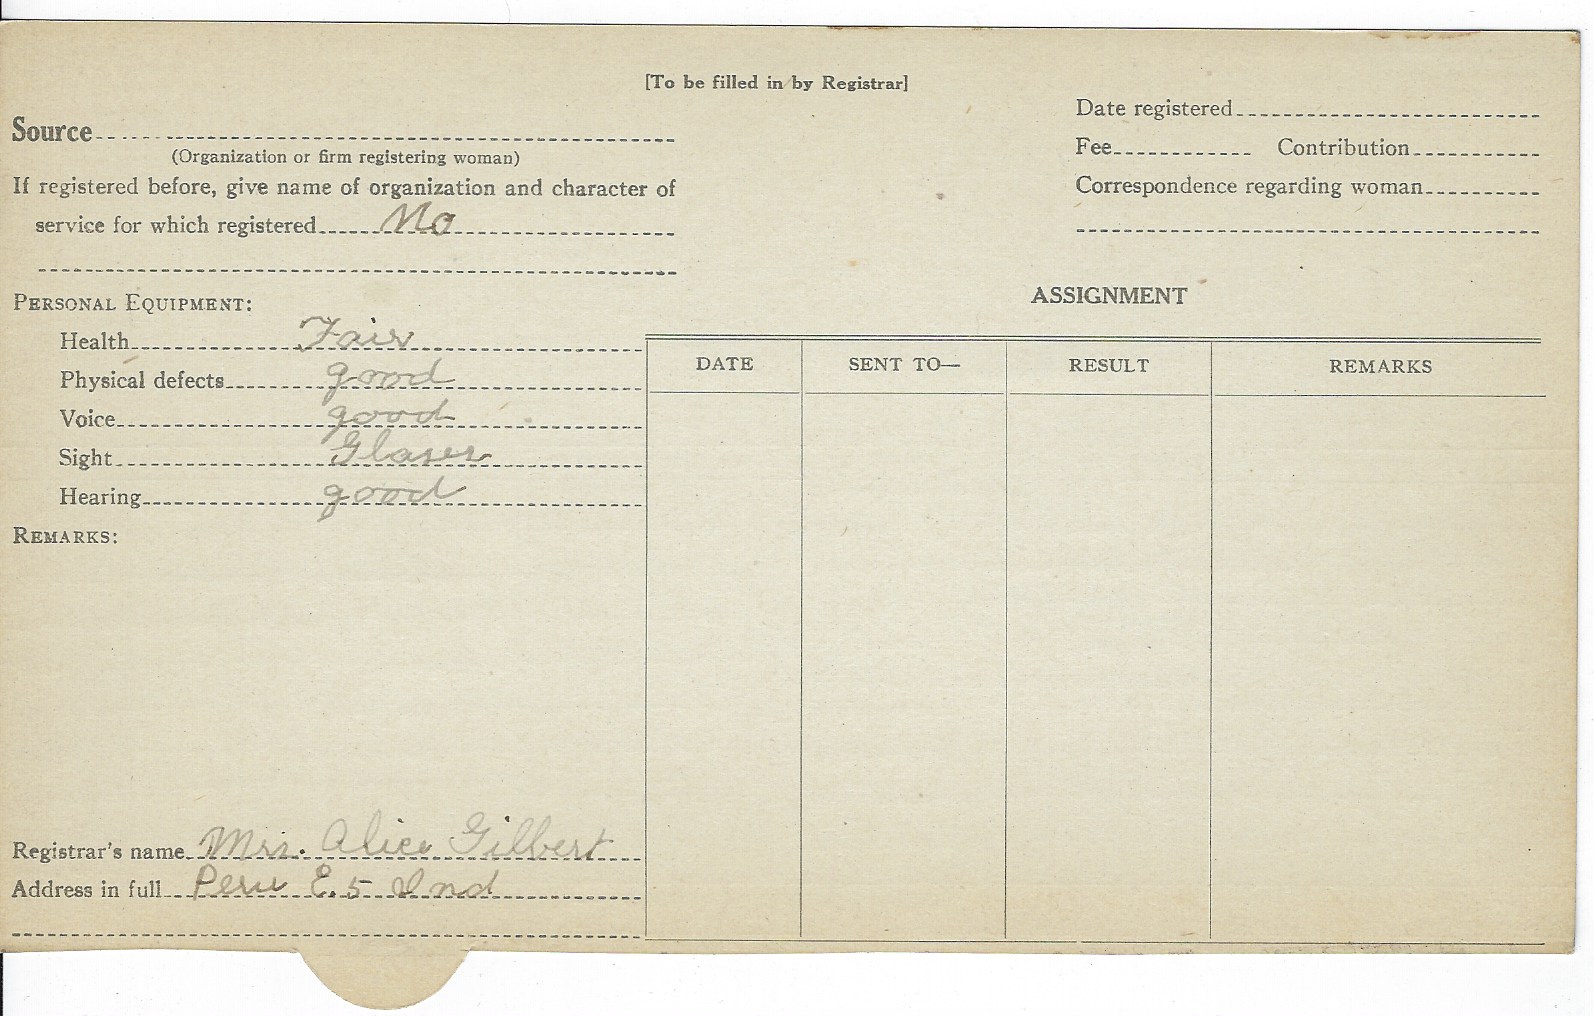 [To be filled in by Registrar]
Source
(Organization or firm registering woman)
If registered before, give name of organization and character of
service for which registered No
Date registered
Fee Contribution
Correspondence regarding woman
PERSONAL EQUIPMENT:
Health Fair
Physical defects good
Voice good
Sight Glasses
Hearing good
REMARKS:
ASSIGNMENT
DATE SENT TO— RESULT REMARKS
Registrar's name Mrs. Alice Gilbert
Address in full Peru E. 5 Ind